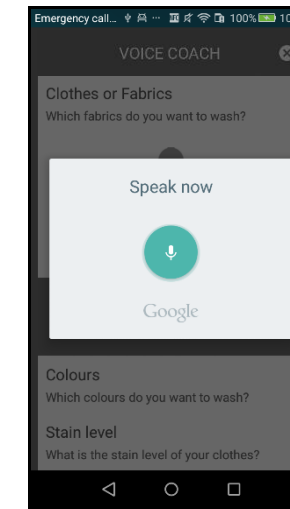 Emergency call... 100% 10
VOICE COACH
Clothes or Fabrics
Which fabrics do you want to wash?
Speak now
Google
Colours
Which colours do you want to wash?
Stain level
What is the stain level of your clothes?